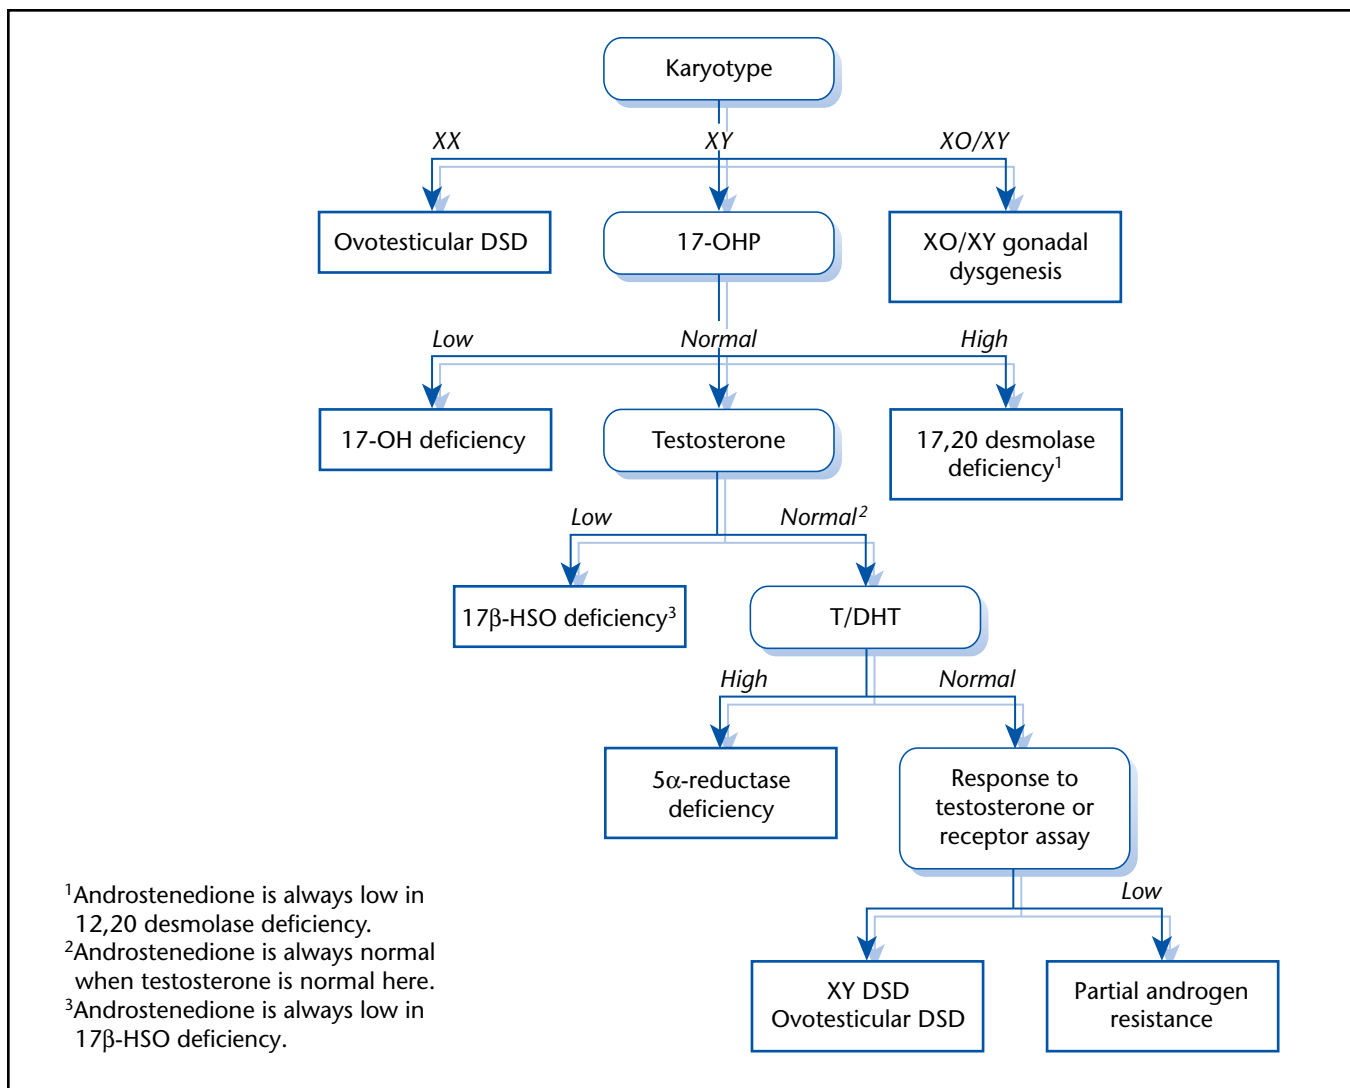 Karyotype
XX
XY
XO/XY
Ovotesticular DSD
17-OHP
XO/XY gonadal
dysgenesis
Low
Normal
High
17-OH deficiency
Testosterone
17,20 desmolase
deficiency¹
Low
Normal²
17β-HSO deficiency³
T/DHT
High
Normal
5α-reductase
deficiency
Response to
testosterone or
receptor assay
Low
XY DSD
Ovotesticular DSD
Partial androgen
resistance
¹Androstenedione is always low in
12,20 desmolase deficiency.
²Androstenedione is always normal
when testosterone is normal here.
³Androstenedione is always low in
17β-HSO deficiency.